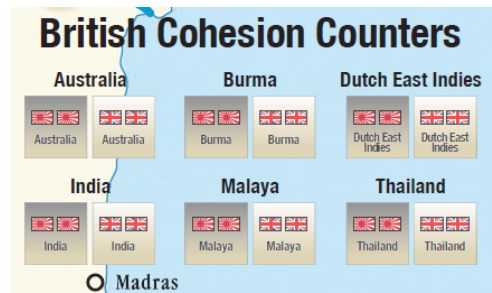 British Cohesion Counters
Australia Burma Dutch East Indies
Australia Australia Burma Burma Dutch East Indies Dutch East Indies
India Malaya Thailand
India India Malaya Malaya Thailand Thailand
Madras